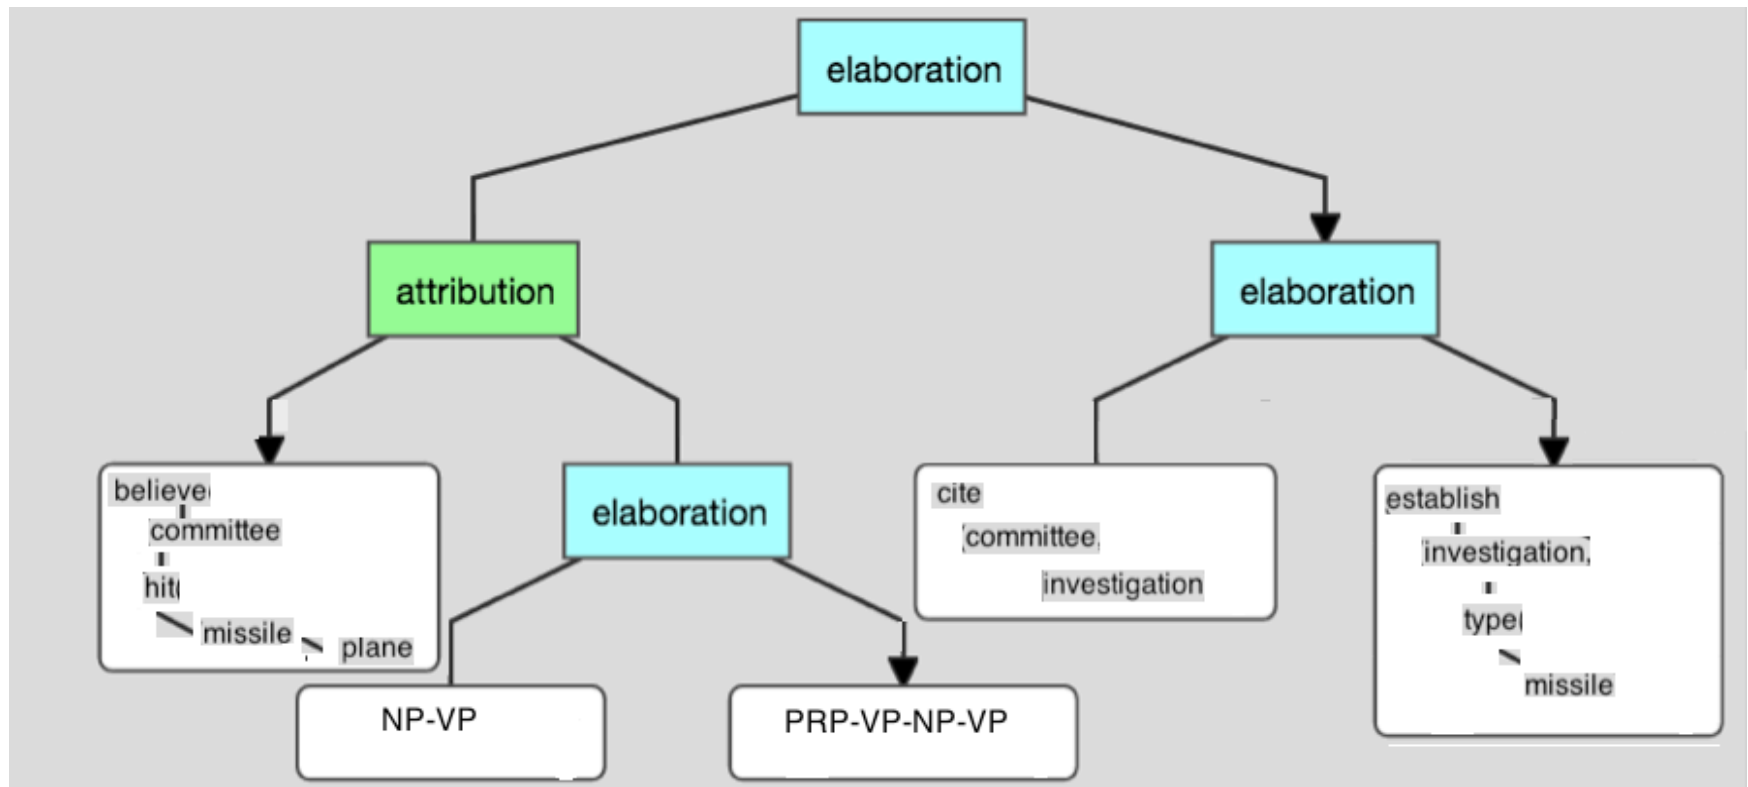 elaboration
attribution
elaboration
believe(
committee
hit(
missile
plane
elaboration
cite
(committee,
investigation
establish
(investigation,
type(
missile
NP-VP
PRP-VP-NP-VP